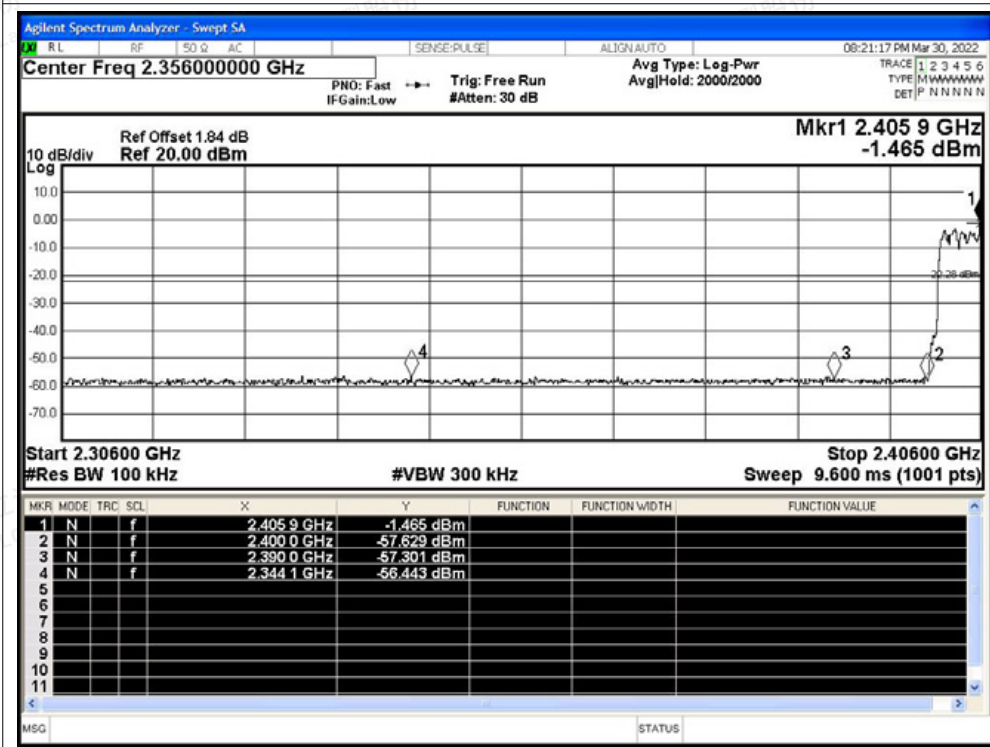 Agilent Spectrum Analyzer - Swept SA
RL RF 50 Ω AC SENSE:PULSE ALIGN AUTO 08:21:17 PM Mar 30, 2022
Center Freq 2.356000000 GHz
PNO: Fast Trig: Free Run Avg Type: Log-Pwr TRACE 1 2 3 4 5 6
IFGain:Low #Atten: 30 dB Avg|Hold: 2000/2000 TYPE M
DET P N N N N N
Ref Offset 1.84 dB Mkr1 2.405 9 GHz
10 dB/div Ref 20.00 dBm -1.465 dBm
Log
10.0
1
0.00
-10.0
-20.0
-30.0
-40.0
4 3 2
-50.0
-60.0
-70.0
Start 2.30600 GHz Stop 2.40600 GHz
#Res BW 100 kHz #VBW 300 kHz Sweep 9.600 ms (1001 pts)
MKR MODE TRC SCL X Y FUNCTION FUNCTION WIDTH FUNCTION VALUE
1 N f 2.405 9 GHz -1.465 dBm
2 N f 2.400 0 GHz -57.629 dBm
3 N f 2.390 0 GHz -57.301 dBm
4 N f 2.344 1 GHz -56.443 dBm
5
6
7
8
9
10
11
MSG STATUS